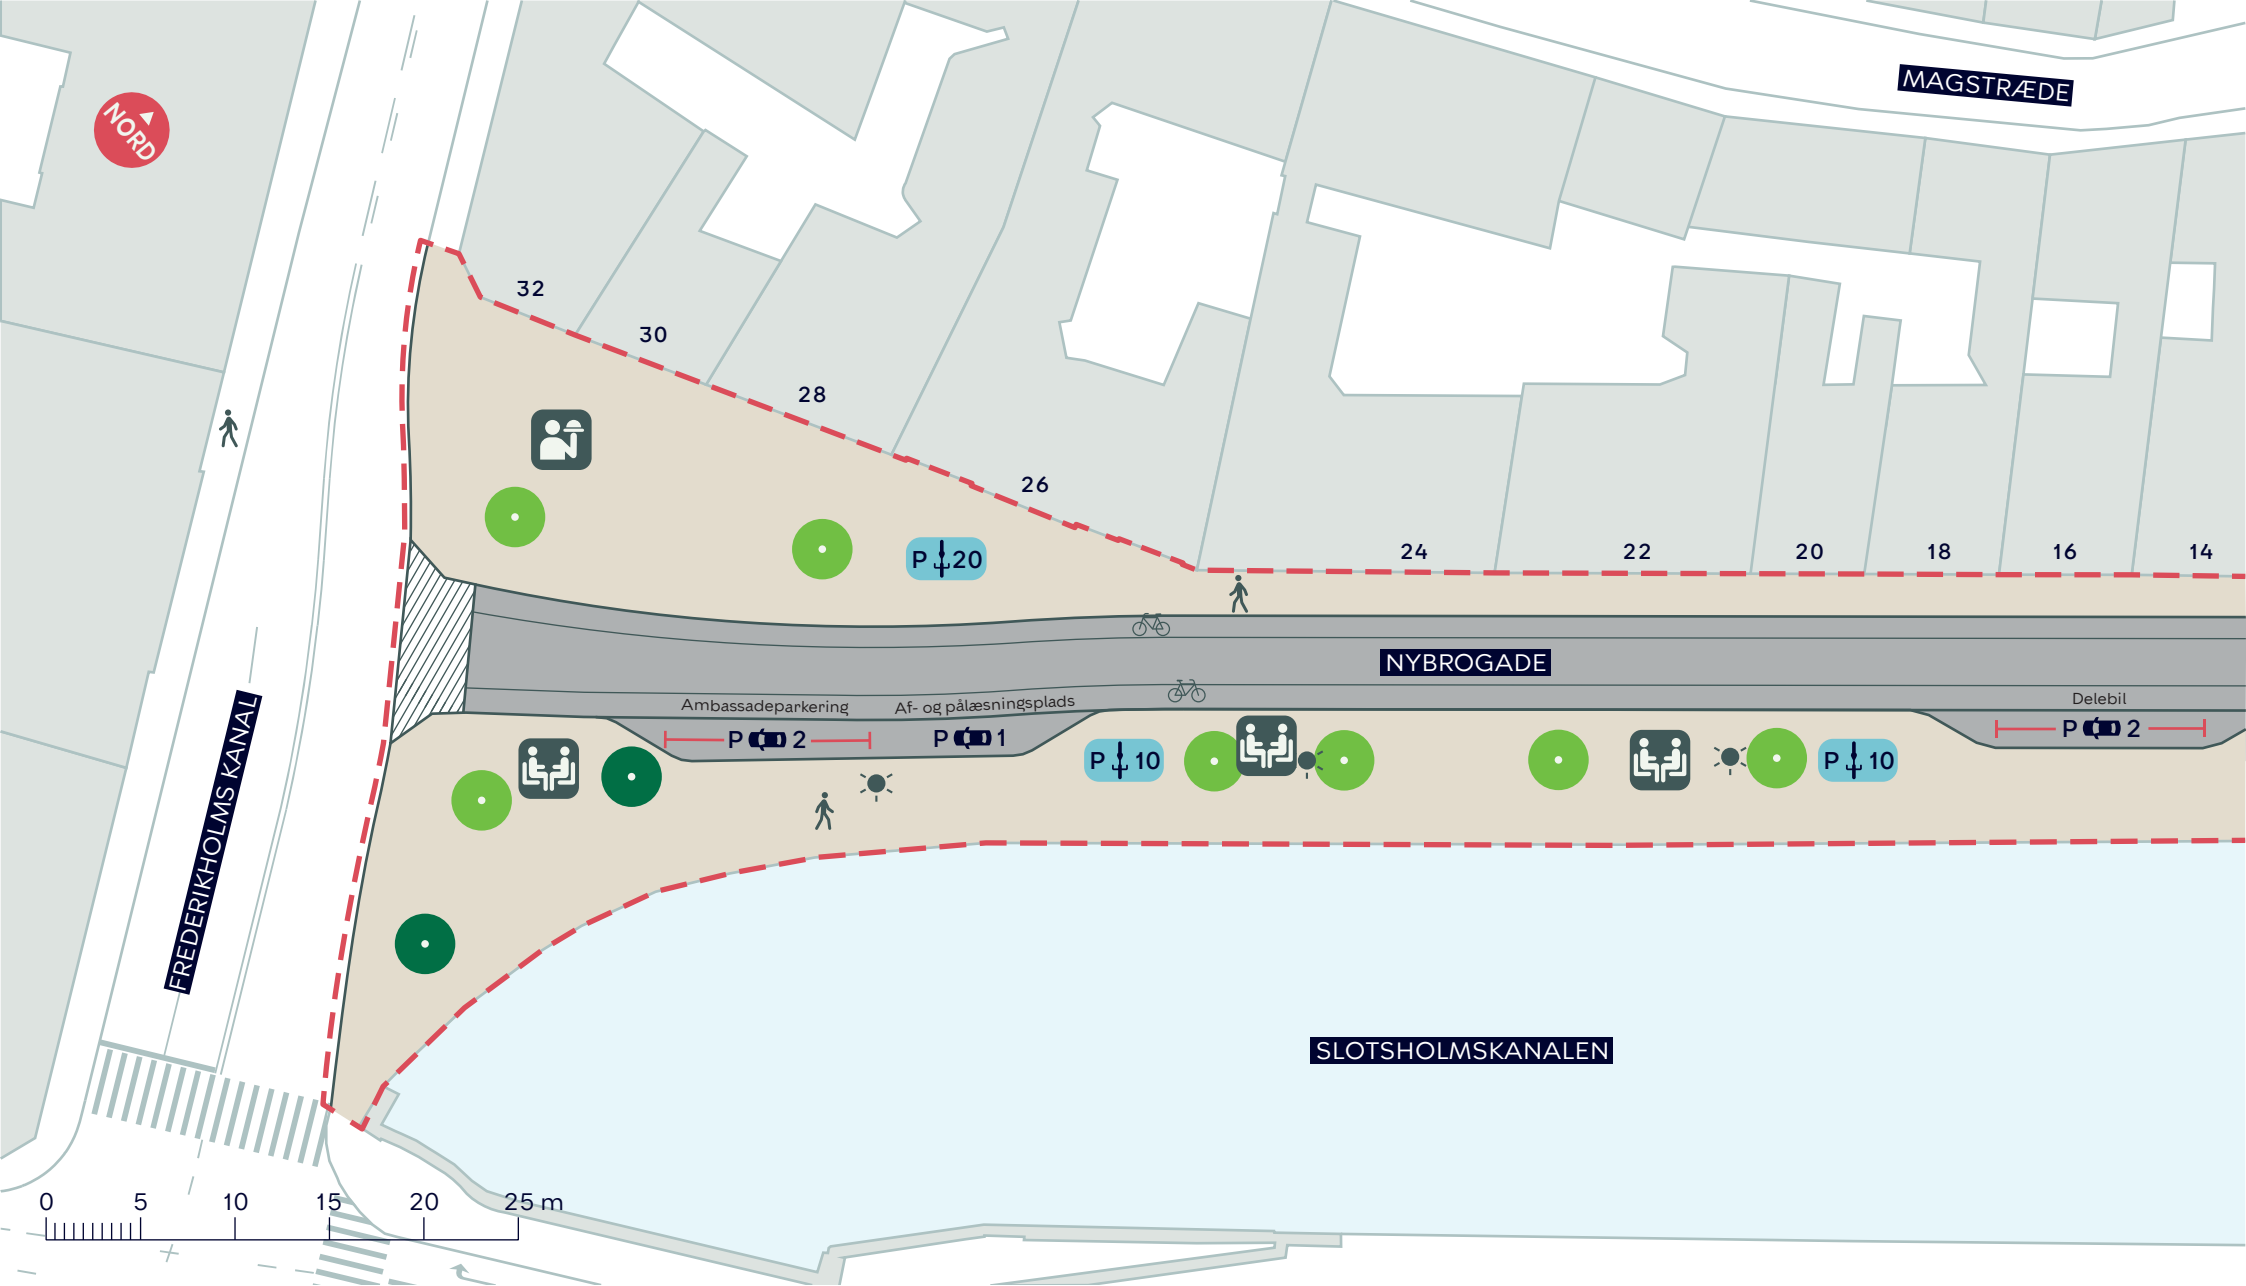 MAGSTRÆDE
NORD
32
30
28
26
24
22
20
18
16
14
P 20
NYBROGADE
Ambassadeparkering
Af- og pålæsningsplads
Delebil
P 2
P 1
P 2
P 10
P 10
FREDERIKHOLMS KANAL
SLOTSHOLMSKANALEN
0 5 10 15 20 25 m